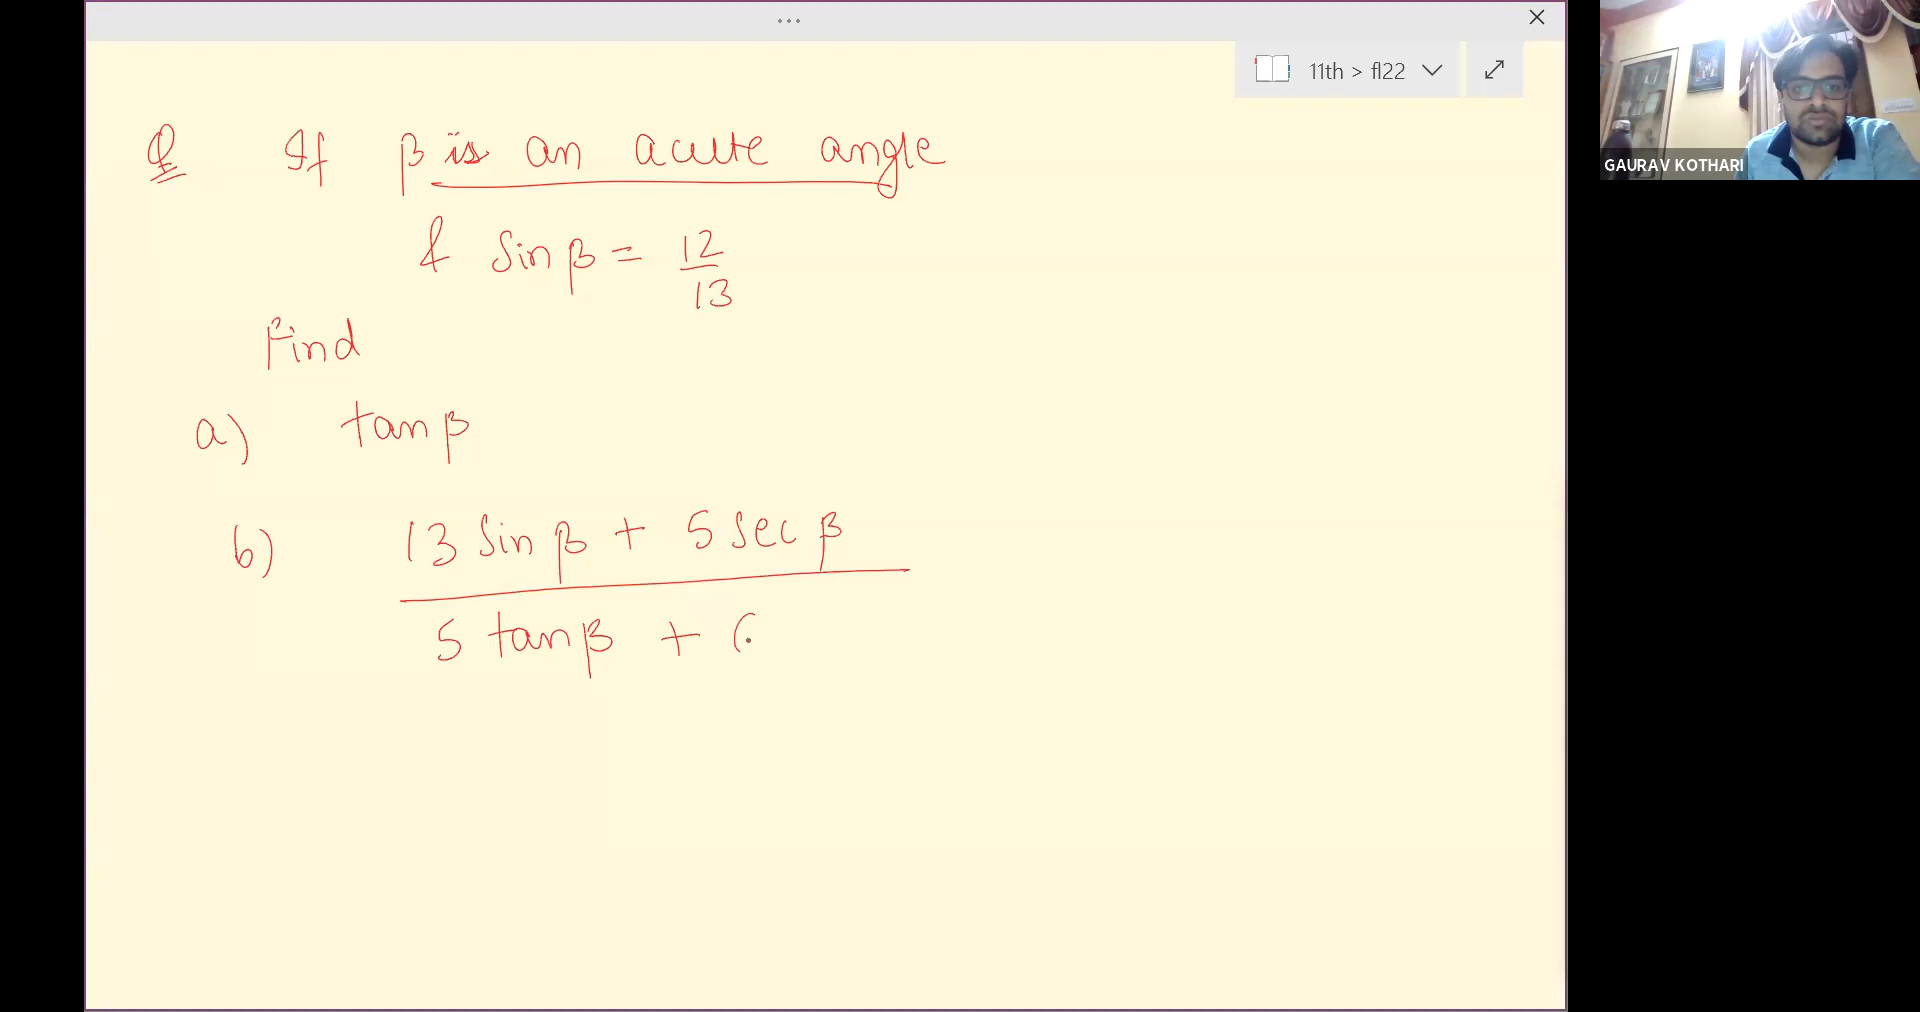 11th > fl22
Q If β is an acute angle
& Sin β = 12/13
Find
a) tan β
b) 13 Sin β + 5 Sec β
5 tan β +
GAURAV KOTHARI